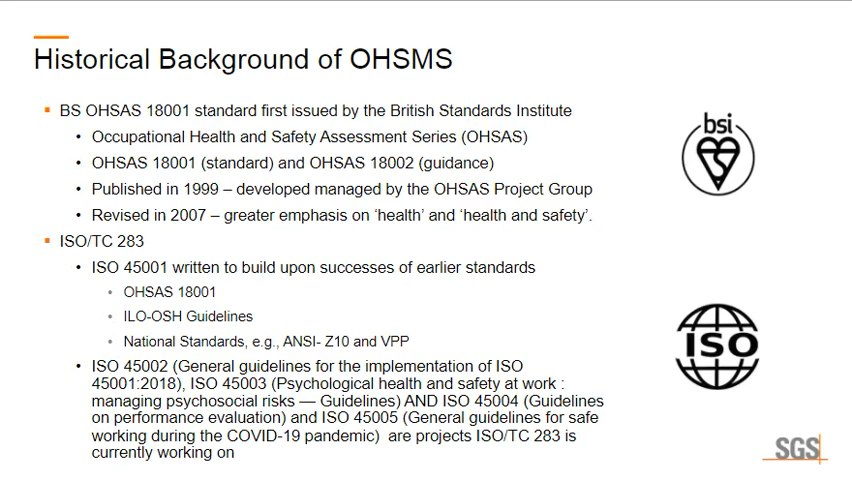 Historical Background of OHSMS
BS OHSAS 18001 standard first issued by the British Standards Institute
Occupational Health and Safety Assessment Series (OHSAS)
OHSAS 18001 (standard) and OHSAS 18002 (guidance)
Published in 1999 – developed managed by the OHSAS Project Group
Revised in 2007 – greater emphasis on ‘health’ and ‘health and safety’.
ISO/TC 283
ISO 45001 written to build upon successes of earlier standards
OHSAS 18001
ILO-OSH Guidelines
National Standards, e.g., ANSI- Z10 and VPP
ISO 45002 (General guidelines for the implementation of ISO
45001:2018), ISO 45003 (Psychological health and safety at work :
managing psychosocial risks — Guidelines) AND ISO 45004 (Guidelines
on performance evaluation) and ISO 45005 (General guidelines for safe
working during the COVID-19 pandemic)  are projects ISO/TC 283 is
currently working on
bsi
ISO
SGS